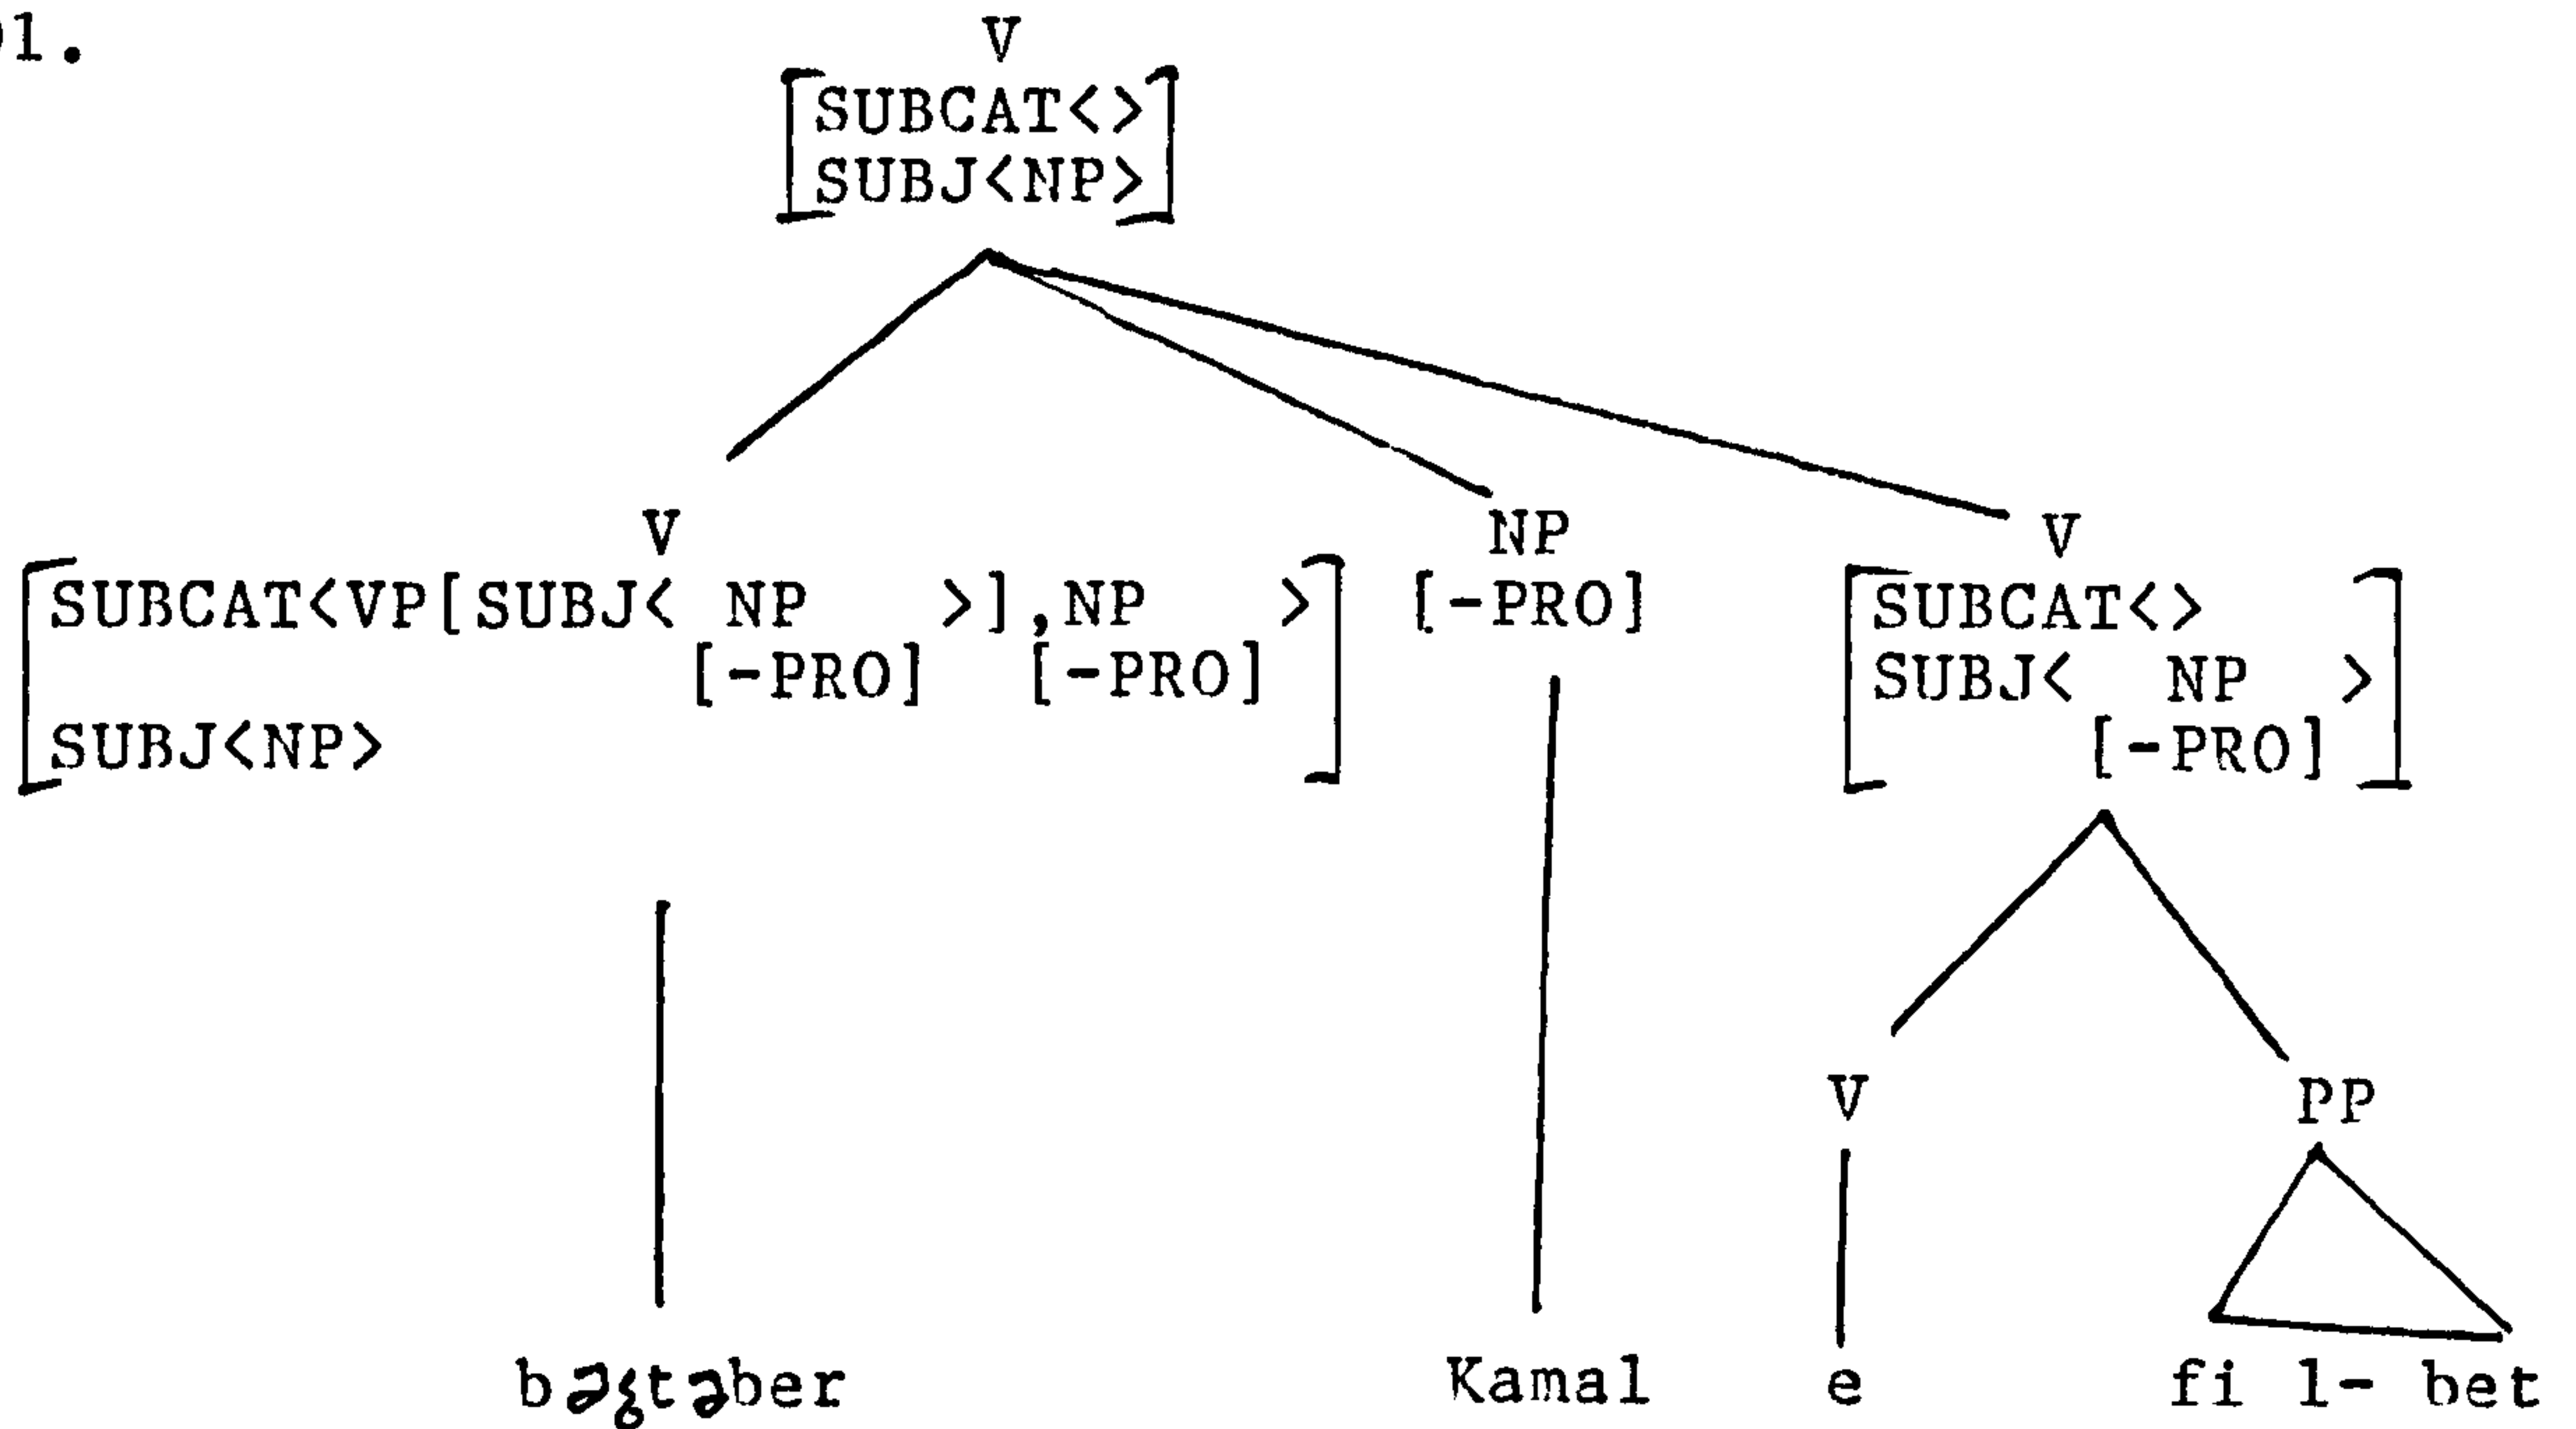 1.
V
SUBCAT<>
SUBJ<NP>
V NP V
SUBCAT<VP[SUBJ< NP >],NP > [-PRO] SUBCAT<>
[-PRO] [-PRO] SUBJ< NP >
SUBJ<NP> [-PRO]
V PP
bəʕtəber Kamal e fi l- bet